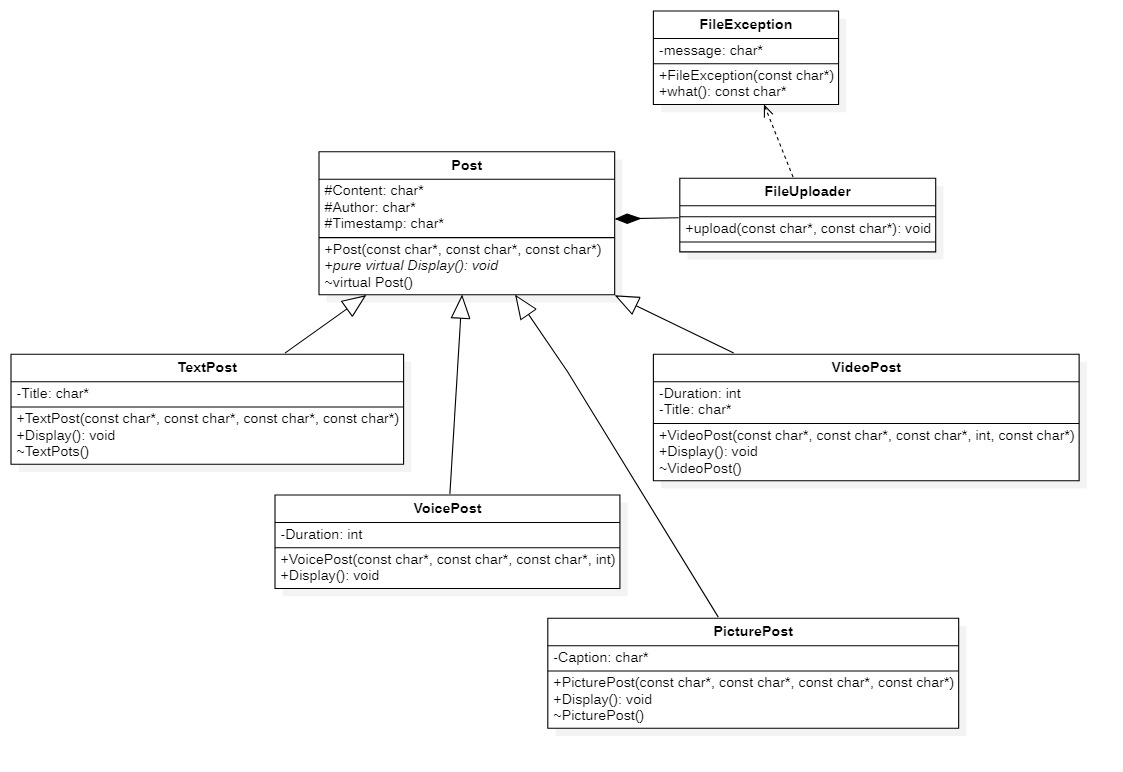 FileException
-message: char*
+FileException(const char*)
+what(): const char*
Post
#Content: char*
#Author: char*
#Timestamp: char*
+Post(const char*, const char*, const char*)
+pure virtual Display(): void
~virtual Post()
FileUploader
+upload(const char*, const char*): void
TextPost
-Title: char*
+TextPost(const char*, const char*, const char*, const char*)
+Display(): void
~TextPots()
VideoPost
-Duration: int
-Title: char*
+VideoPost(const char*, const char*, const char*, int, const char*)
+Display(): void
~VideoPost()
VoicePost
-Duration: int
+VoicePost(const char*, const char*, const char*, int)
+Display(): void
PicturePost
-Caption: char*
+PicturePost(const char*, const char*, const char*, const char*)
+Display(): void
~PicturePost()